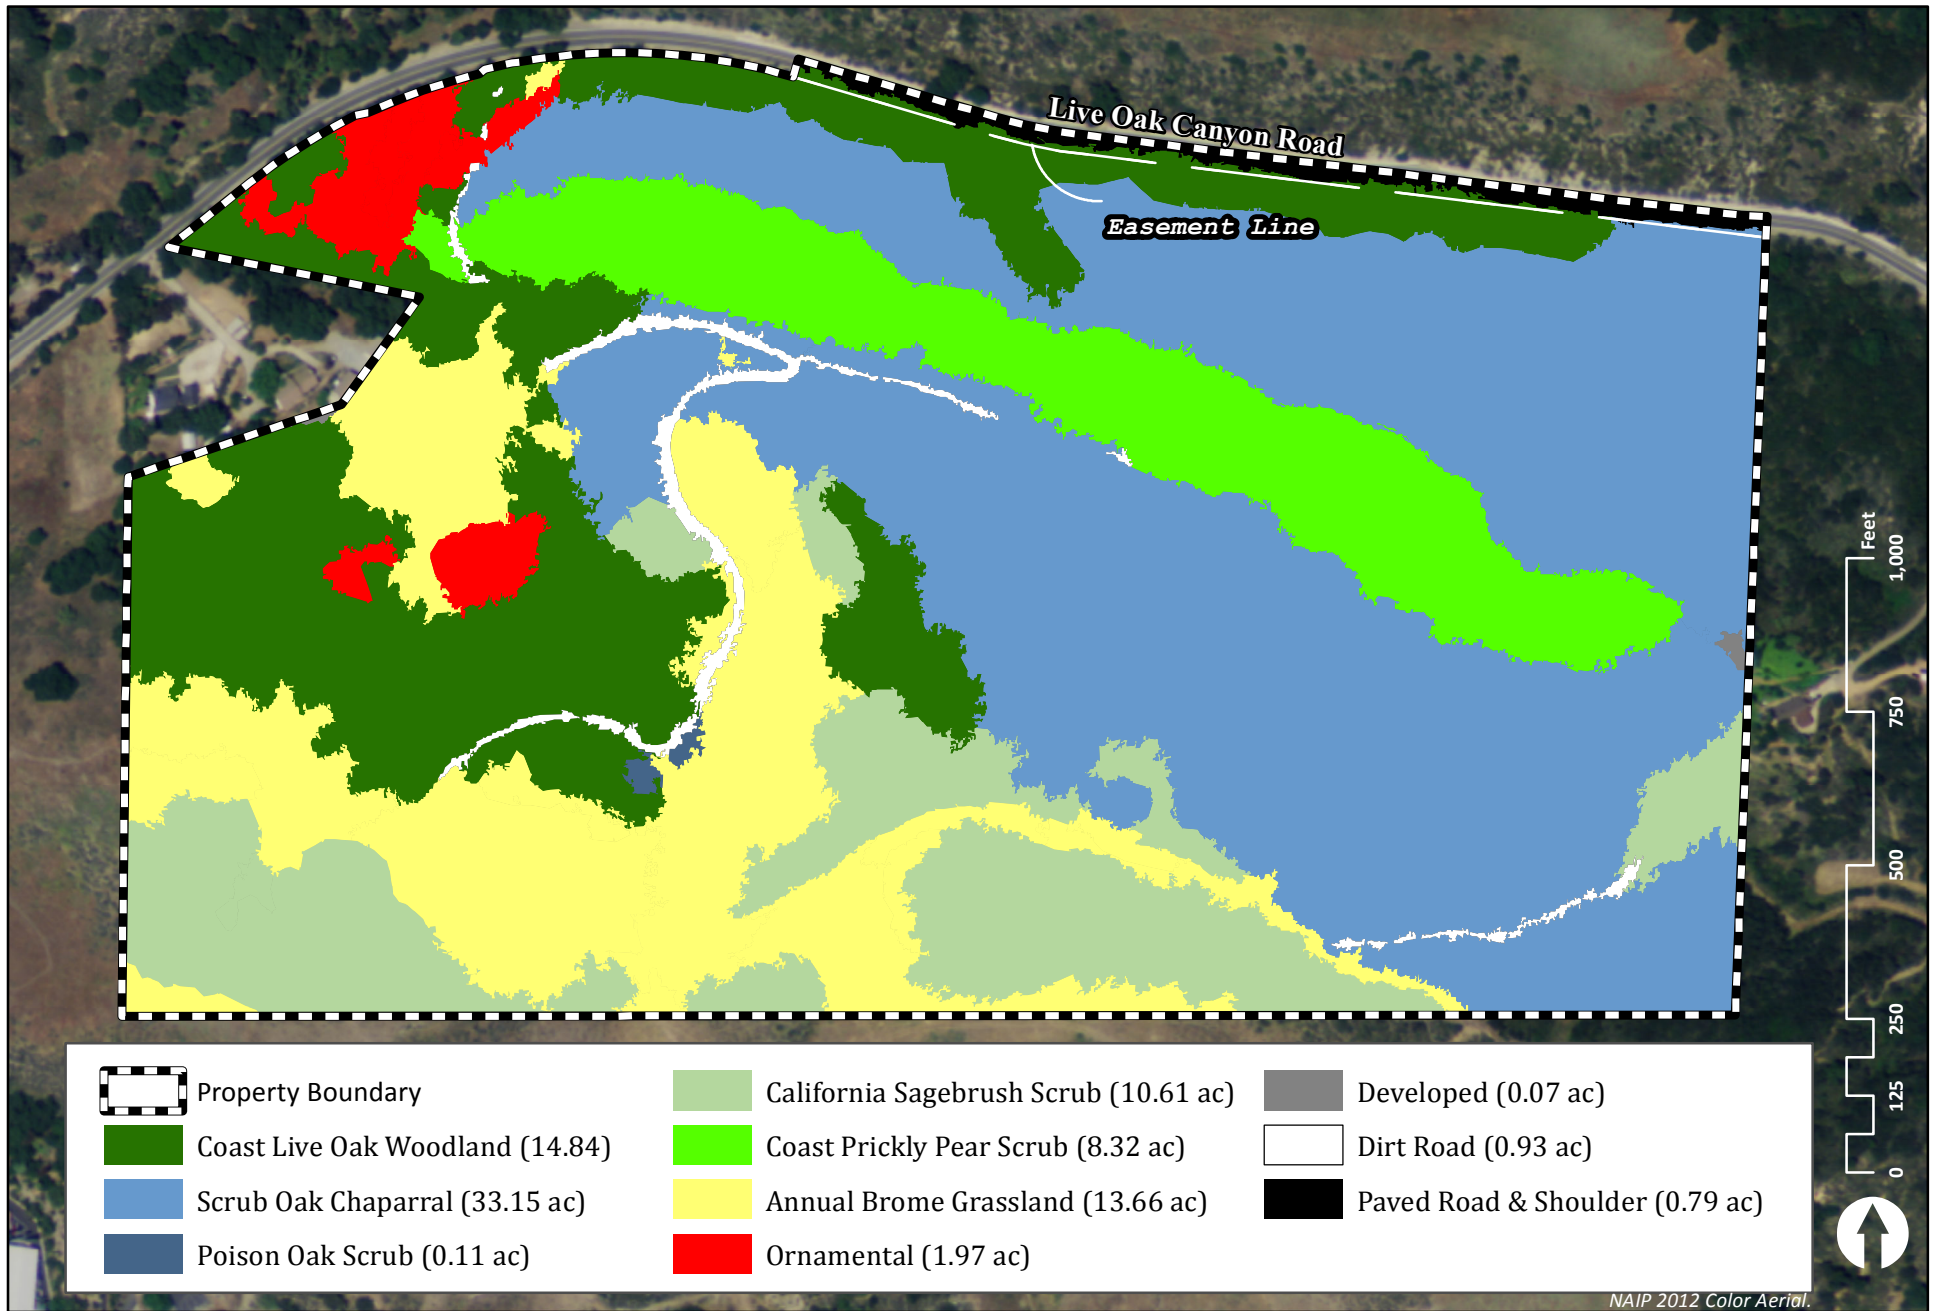 Live Oak Canyon Road
Easement Line
Feet
1,000
750
500
250
125
0
Property Boundary
Coast Live Oak Woodland (14.84)
Scrub Oak Chaparral (33.15 ac)
Poison Oak Scrub (0.11 ac)
California Sagebrush Scrub (10.61 ac)
Coast Prickly Pear Scrub (8.32 ac)
Annual Brome Grassland (13.66 ac)
Ornamental (1.97 ac)
Developed (0.07 ac)
Dirt Road (0.93 ac)
Paved Road & Shoulder (0.79 ac)
NAIP 2012 Color Aerial.